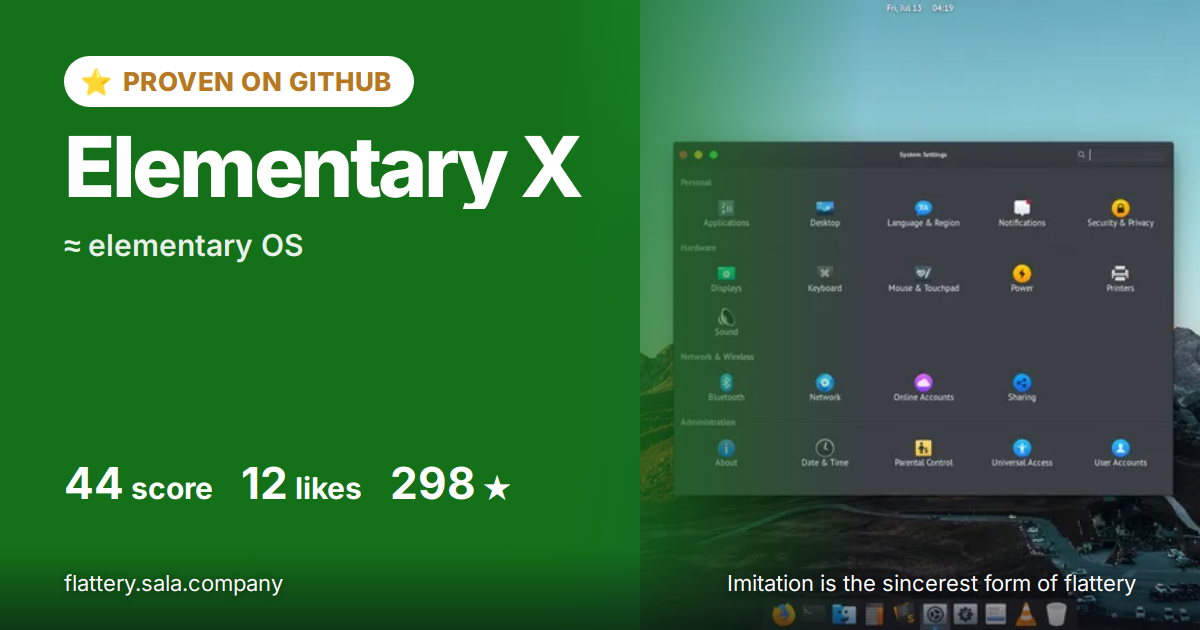 ⭐ PROVEN ON GITHUB
Elementary X
≈ elementary OS
44 score 12 likes 298 ★
flattery.sala.company
Fri, Jul 13 04:19
System Settings
Personal
Applications Desktop Language & Region Notifications Security & Privacy
Hardware
Displays Keyboard Mouse & Touchpad Power Printers
Sound
Network & Wireless
Bluetooth Network Online Accounts Sharing
Administration
About Date & Time Parental Control Universal Access User Accounts
Imitation is the sincerest form of flattery